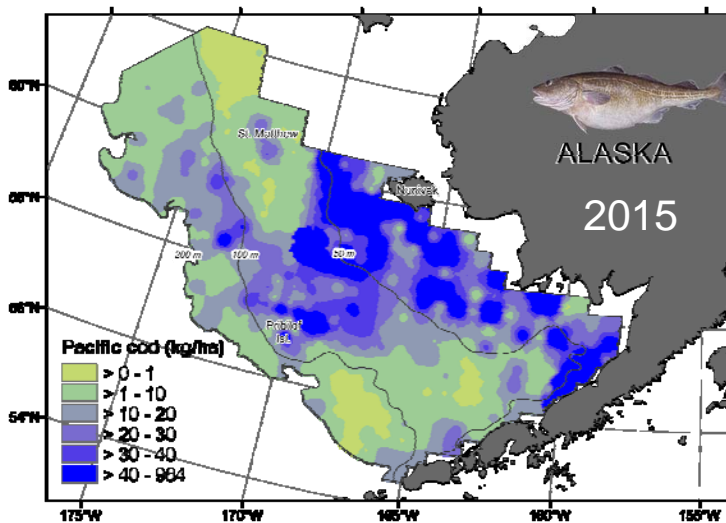 60°N
58°N
56°N
54°N
St. Matthew
Nunivak
ALASKA
2015
200 m
100 m
50 m
Pribilof
Isl.
Pacific cod (kg/ha)
> 0 - 1
> 1 - 10
> 10 - 20
> 20 - 30
> 30 - 40
> 40 - 964
175°W
170°W
165°W
160°W
155°W